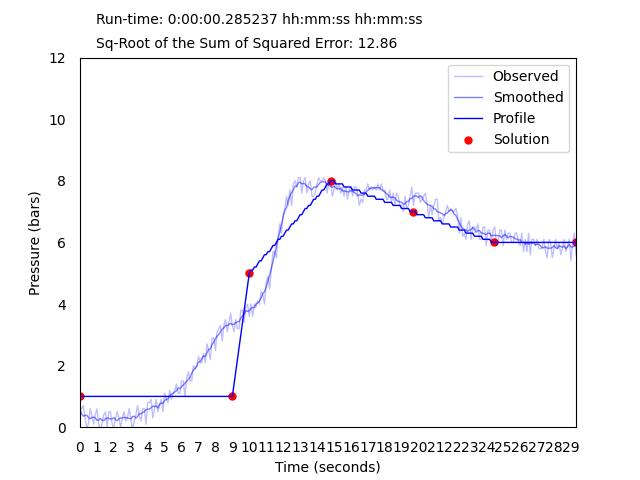 Run-time: 0:00:00.285237 hh:mm:ss hh:mm:ss
Sq-Root of the Sum of Squared Error: 12.86
12
10
8
6
4
2
0
Pressure (bars)
Observed
Smoothed
Profile
Solution
0 1 2 3 4 5 6 7 8 9 10 11 12 13 14 15 16 17 18 19 20 21 22 23 24 25 26 27 28 29
Time (seconds)